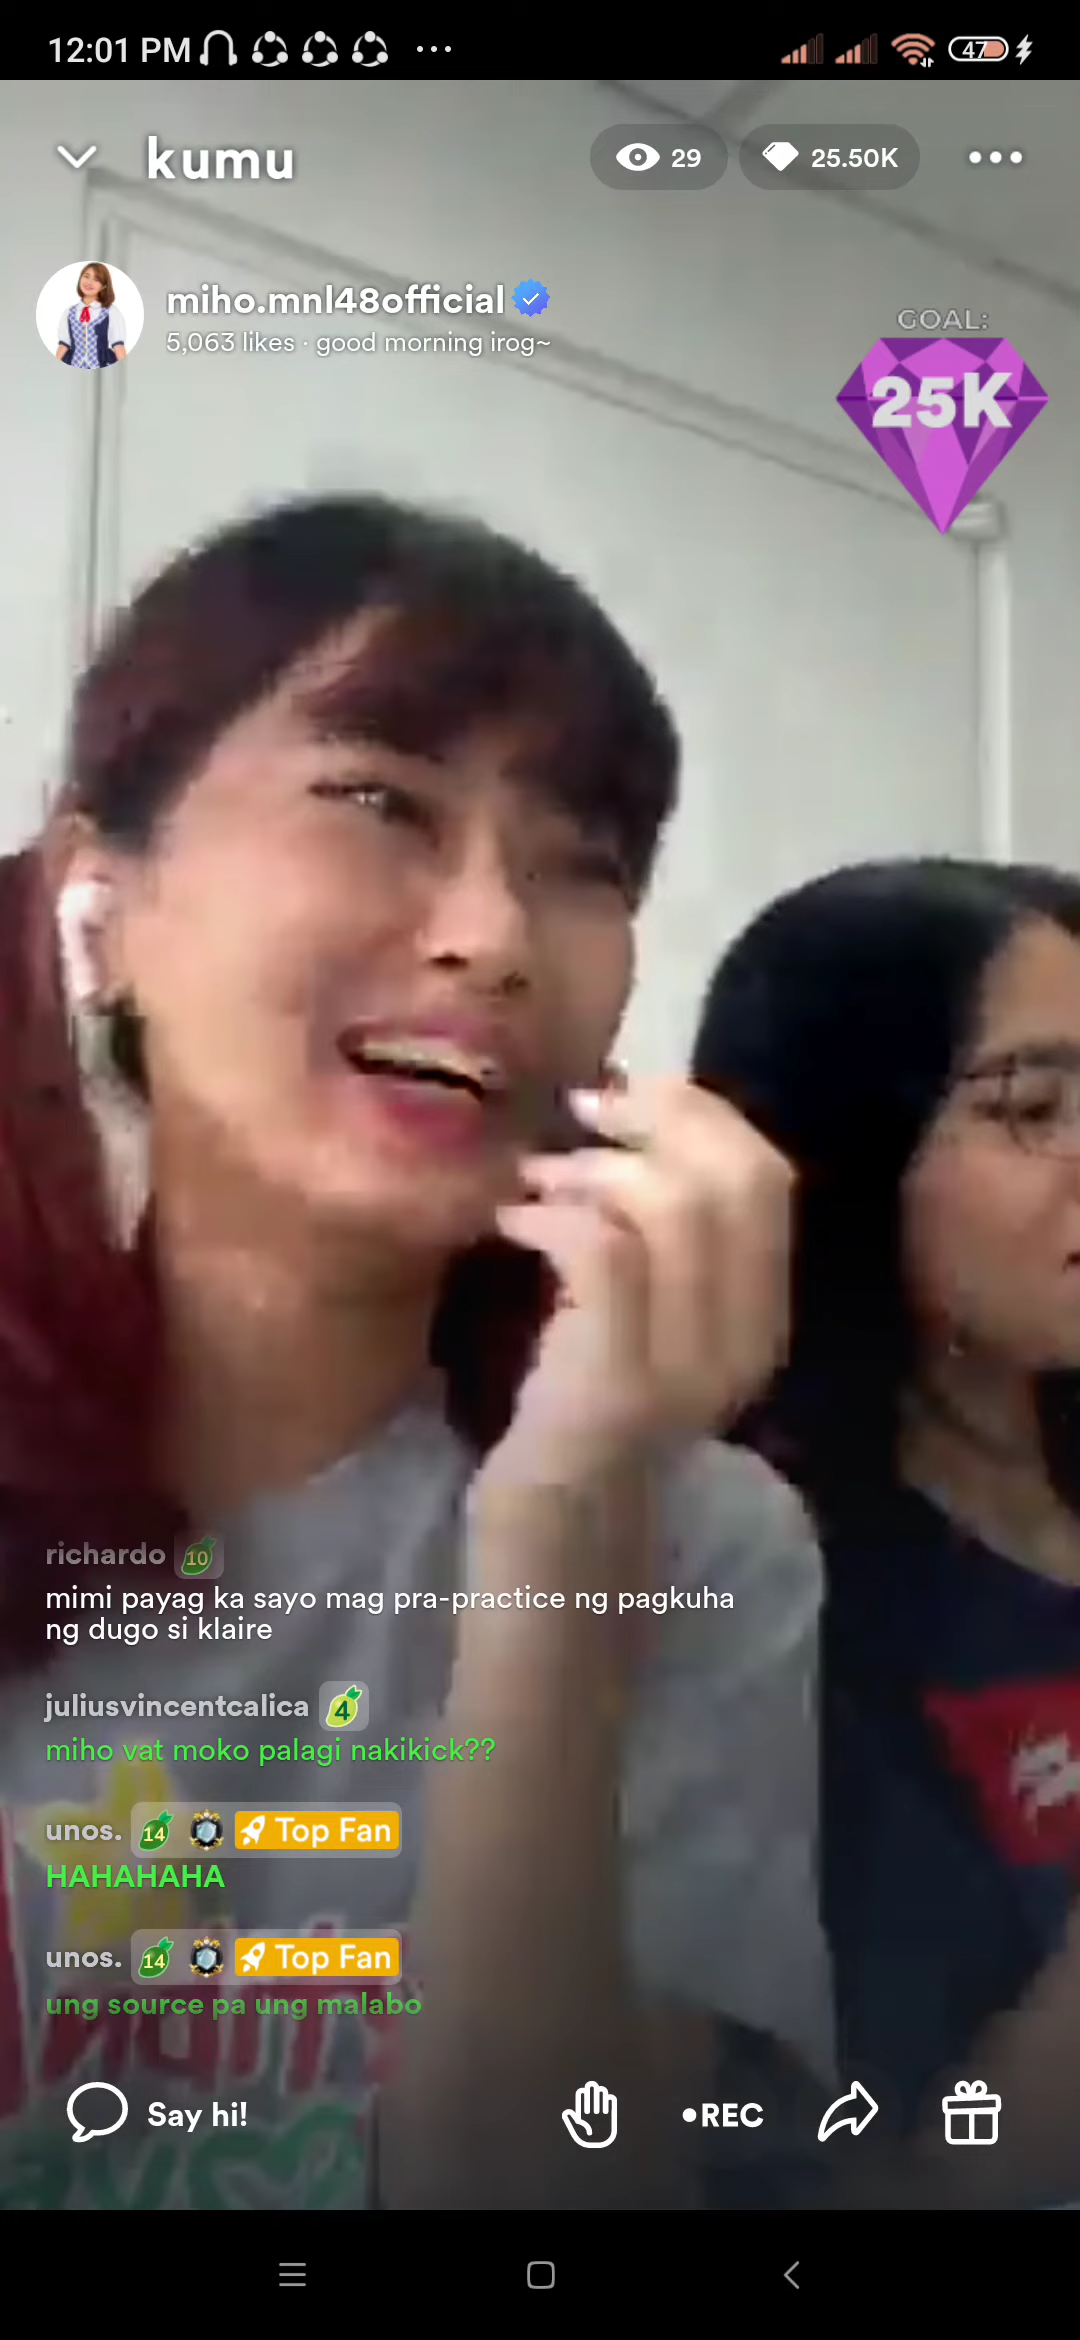 12:01 PM
47
kumu
29
25.50K
miho.mnl48official
5,063 likes · good morning irog~
GOAL:
25K
richardo 10
mimi payag ka sayo mag pra-practice ng pagkuha
ng dugo si klaire
juliusvincentcalica 4
miho vat moko palagi nakikick??
unos. 14 Top Fan
HAHAHAHA
unos. 14 Top Fan
ung source pa ung malabo
Say hi!
•REC